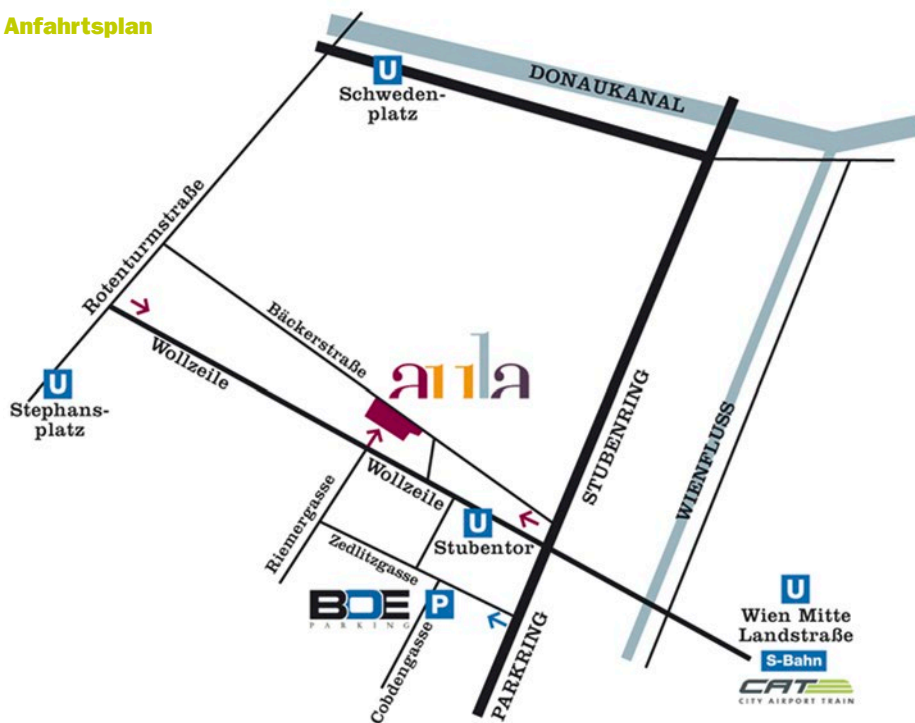 Anfahrtsplan
DONAUKANAL
U
Schweden-
platz
Rotenturmstraße
Bäckerstraße
Wollzeile
aula
U
Stephans-
platz
STUBENRING
WIENFLUSS
Wollzeile
Riemergasse
U
Stubentor
Zedlitzgasse
BOE
PARKING
P
Cobdengasse
PARKRING
U
Wien Mitte
Landstraße
S-Bahn
CAT
CITY AIRPORT TRAIN